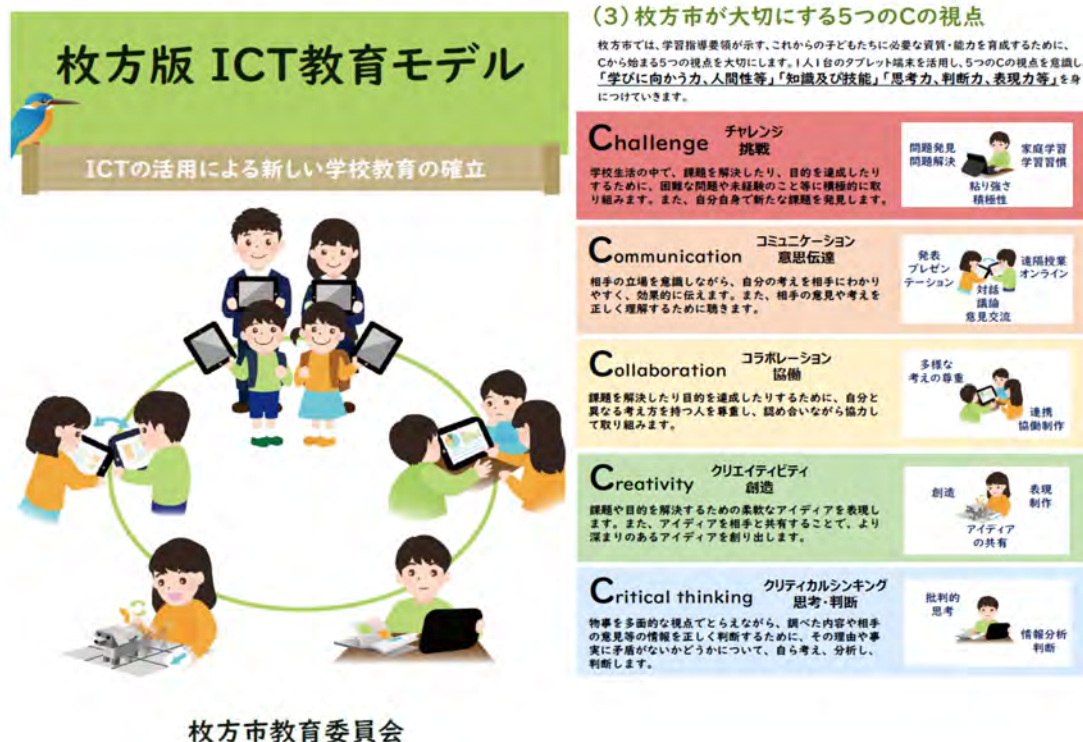 枚方版 ICT教育モデル
ICTの活用による新しい学校教育の確立
枚方市教育委員会
(3)枚方市が大切にする5つのCの視点
枚方市では、学習指導要領が示す、これからの子どもたちに必要な資質・能力を育成するために、
Cから始まる5つの視点を大切にします。1人1台のタブレット端末を活用し、5つのCの視点を意識し
「学びに向かう力、人間性等」「知識及び技能」「思考力、判断力、表現力等」を身
につけていきます。
Challenge
チャレンジ
挑戦
学校生活の中で、課題を解決したり、目的を達成したり
するために、困難な問題や未経験のこと等に積極的に取
り組みます。また、自分自身で新たな課題を発見します。
問題発見
問題解決
家庭学習
学習習慣
粘り強さ
積極性
Communication
コミュニケーション
意思伝達
相手の立場を意識しながら、自分の考えを相手にわかり
やすく、効果的に伝えます。また、相手の意見や考えを
正しく理解するために聴きます。
発表
プレゼン
テーション
遠隔授業
オンライン
対話
議論
意見交流
Collaboration
コラボレーション
協働
課題を解決したり目的を達成したりするために、自分と
異なる考え方を持つ人を尊重し、認め合いながら協力し
て取り組みます。
多様な
考えの尊重
連携
協働制作
Creativity
クリエイティビティ
創造
課題や目的を解決するための柔軟なアイディアを表現し
ます。また、アイディアを相手と共有することで、より
深まりのあるアイディアを創り出します。
創造
表現
制作
アイディア
の共有
Critical thinking
クリティカルシンキング
思考・判断
物事を多面的な視点でとらえながら、調べた内容や相手
の意見等の情報を正しく判断するために、その理由や事
実に矛盾がないかどうかについて、自ら考え、分析し、
判断します。
批判的
思考
情報分析
判断